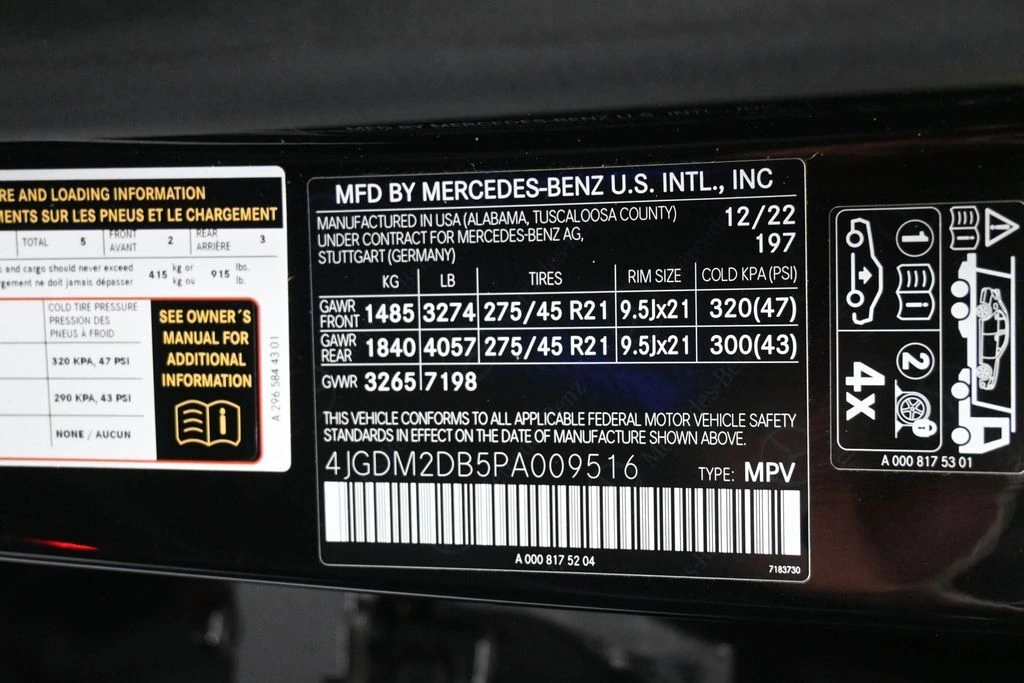 RE AND LOADING INFORMATION
MENTS SUR LES PNEUS ET LE CHARGEMENT
TOTAL 5 FRONT AVANT 2 REAR ARRIÈRE 3
s and cargo should never exceed 415 kg or 915 lbs.
gement ne doit jamais dépasser kg ou lb.
COLD TIRE PRESSURE
PRESSION DES
PNEUS À FROID
320 KPA, 47 PSI
290 KPA, 43 PSI
NONE / AUCUN
SEE OWNER´S
MANUAL FOR
ADDITIONAL
INFORMATION
A 296 584 43 01
MFD BY MERCEDES-BENZ U.S. INTL., INC
MANUFACTURED IN USA (ALABAMA, TUSCALOOSA COUNTY) 12/22
UNDER CONTRACT FOR MERCEDES-BENZ AG, 197
STUTTGART (GERMANY)
KG LB TIRES RIM SIZE COLD KPA (PSI)
GAWR FRONT 1485 3274 275/45 R21 9.5Jx21 320(47)
GAWR REAR 1840 4057 275/45 R21 9.5Jx21 300(43)
GVWR 3265 7198
THIS VEHICLE CONFORMS TO ALL APPLICABLE FEDERAL MOTOR VEHICLE SAFETY
STANDARDS IN EFFECT ON THE DATE OF MANUFACTURE SHOWN ABOVE.
4JGDM2DB5PA009516 TYPE: MPV
A 000 817 52 04
7183730
1
2
4x
A 000 817 53 01